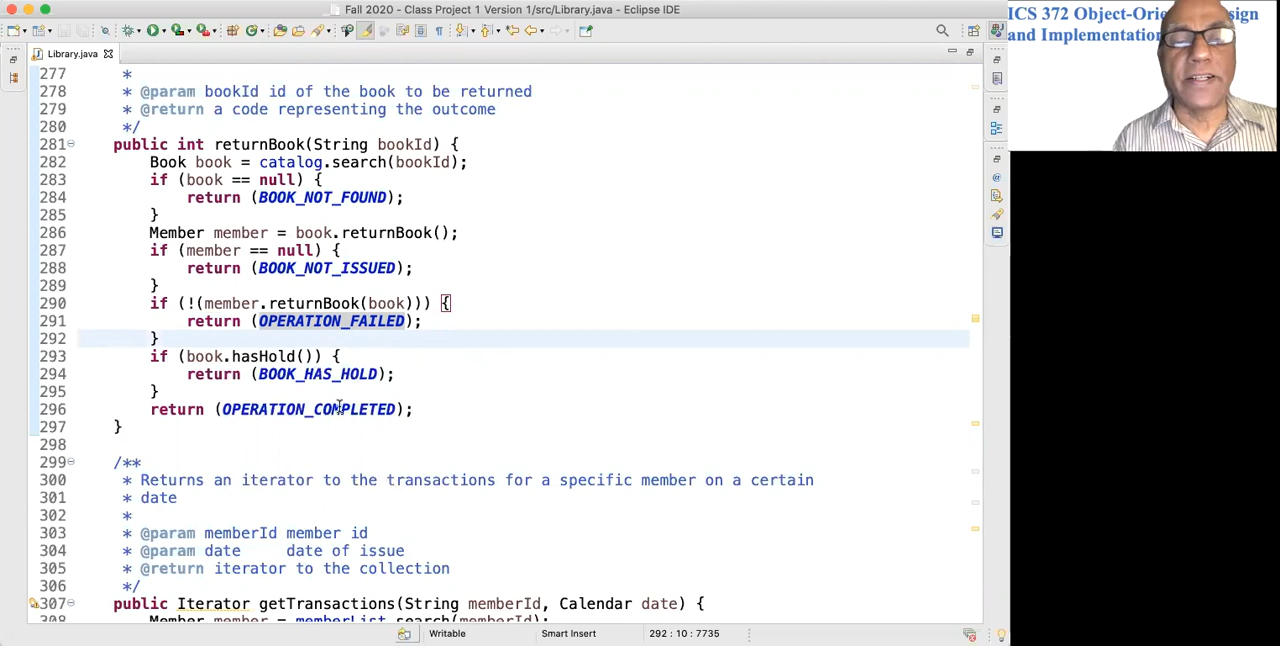 Fall 2020 - Class Project 1 Version 1/src/Library.java - Eclipse IDE
ICS 372 Object-Orie
sign
and Implementation
Library.java
277 *
278 * @param bookId id of the book to be returned
279 * @return a code representing the outcome
280 */
281 public int returnBook(String bookId) {
282 Book book = catalog.search(bookId);
283 if (book == null) {
284 return (BOOK_NOT_FOUND);
285 }
286 Member member = book.returnBook();
287 if (member == null) {
288 return (BOOK_NOT_ISSUED);
289 }
290 if (!(member.returnBook(book))) {
291 return (OPERATION_FAILED);
292 }
293 if (book.hasHold()) {
294 return (BOOK_HAS_HOLD);
295 }
296 return (OPERATION_COMPLETED);
297 }
298
299 /**
300 * Returns an iterator to the transactions for a specific member on a certain
301 * date
302 *
303 * @param memberId member id
304 * @param date     date of issue
305 * @return iterator to the collection
306 */
307 public Iterator getTransactions(String memberId, Calendar date) {
308 Member member = memberList.search(memberId);
Writable
Smart Insert
292 : 10 : 7735